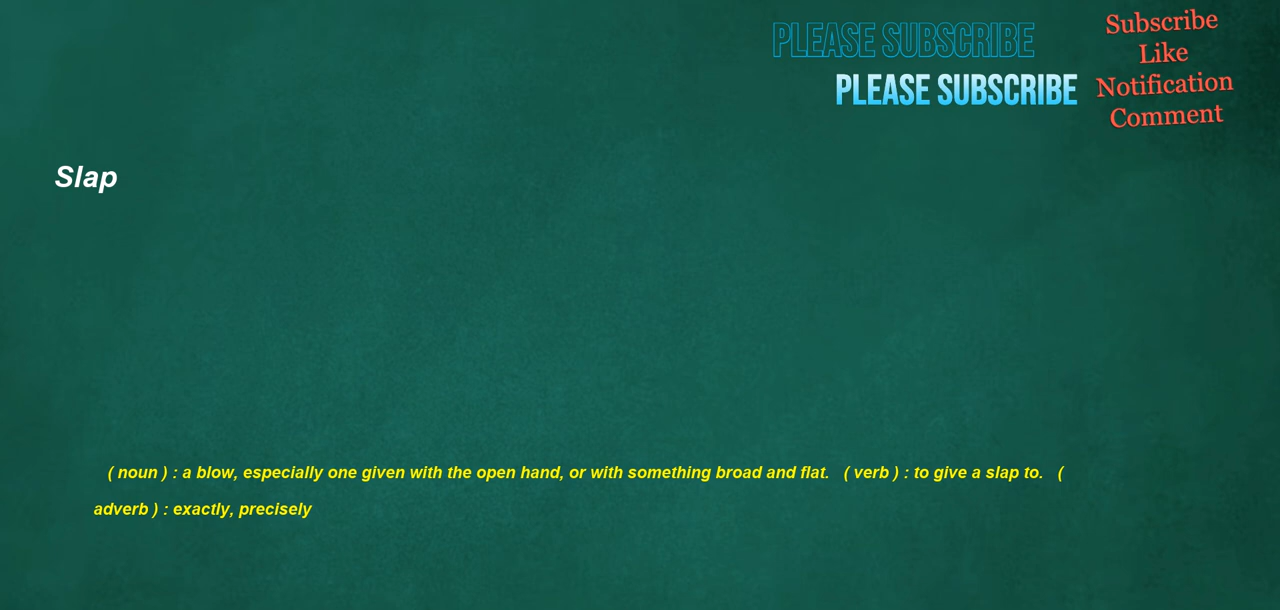 PLEASE SUBSCRIBE
PLEASE SUBSCRIBE
Subscribe
Like
Notification
Comment
Slap
( noun ) : a blow, especially one given with the open hand, or with something broad and flat. ( verb ) : to give a slap to. (
adverb ) : exactly, precisely